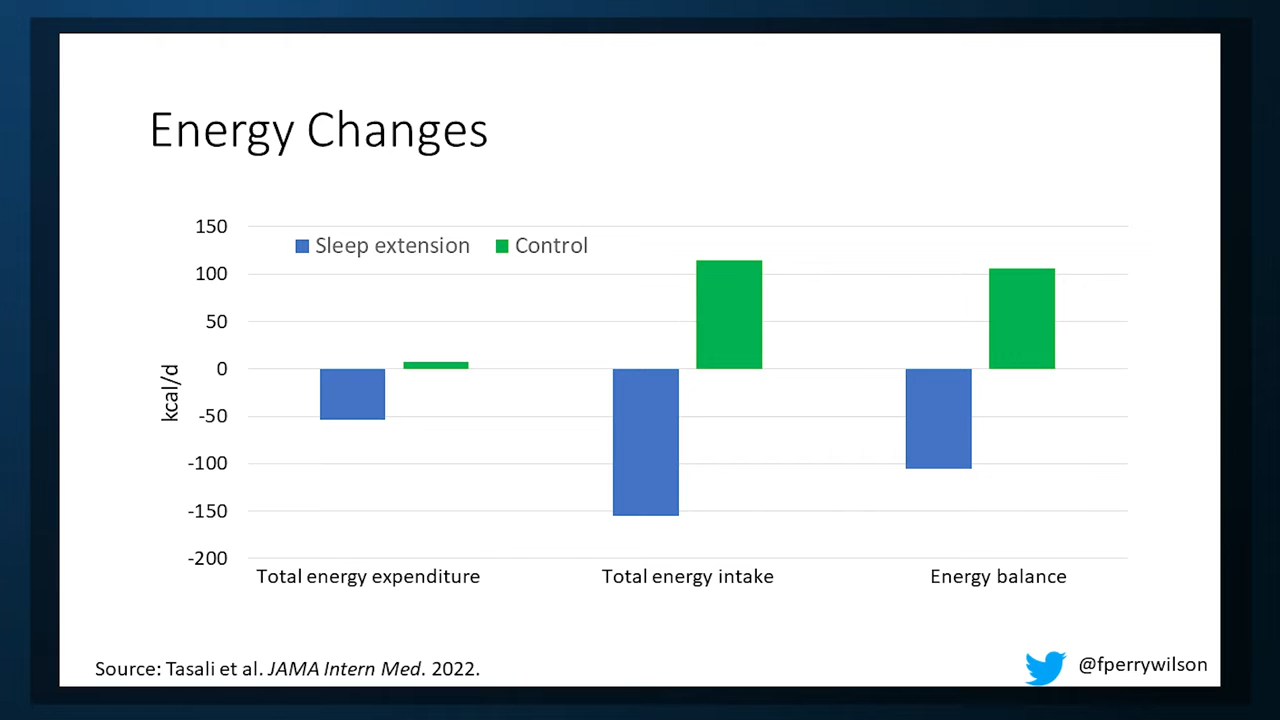 Energy Changes
150
Sleep extension Control
100
50
0
kcal/d
-50
-100
-150
-200
Total energy expenditure Total energy intake Energy balance
Source: Tasali et al. JAMA Intern Med. 2022.
@fperrywilson